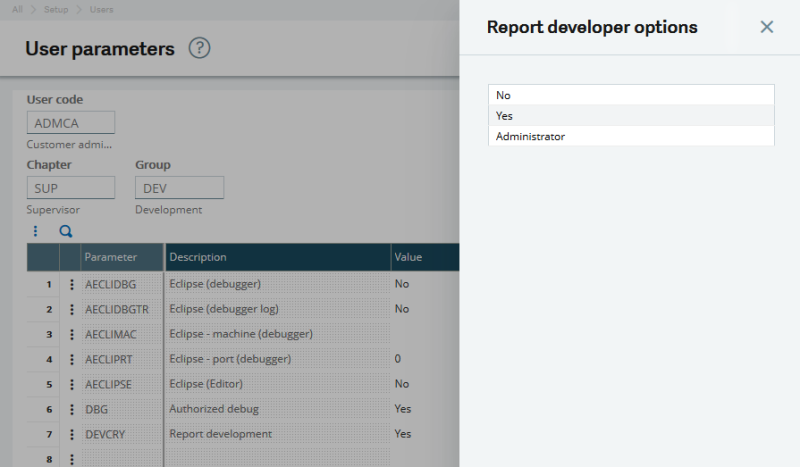 All > Setup > Users
User parameters ?
User code
ADMCA
Customer admi...
Chapter Group
SUP DEV
Supervisor Development
Parameter Description Value
1 AECLIDBG Eclipse (debugger) No
2 AECLIDBGTR Eclipse (debugger log) No
3 AECLIMAC Eclipse - machine (debugger)
4 AECLIPRT Eclipse - port (debugger) 0
5 AECLIPSE Eclipse (Editor) No
6 DBG Authorized debug Yes
7 DEVCRY Report development Yes
8
Report developer options
No
Yes
Administrator